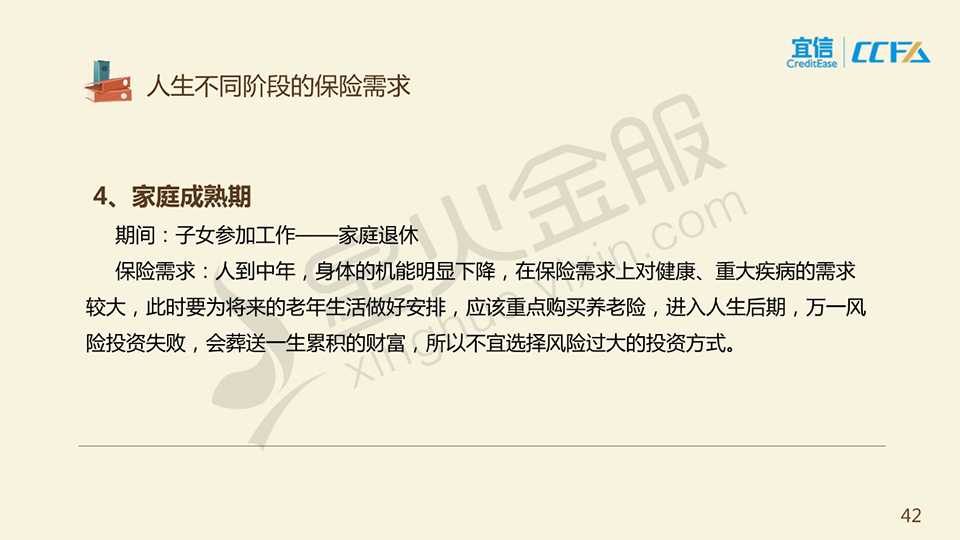 宜信
CreditEase
CCFA
人生不同阶段的保险需求
4、家庭成熟期
期间：子女参加工作——家庭退休
保险需求：人到中年，身体的机能明显下降，在保险需求上对健康、重大疾病的需求
较大，此时要为将来的老年生活做好安排，应该重点购买养老险，进入人生后期，万一风
险投资失败，会葬送一生累积的财富，所以不宜选择风险过大的投资方式。
星火金服
xinghuo.yixin.com
42